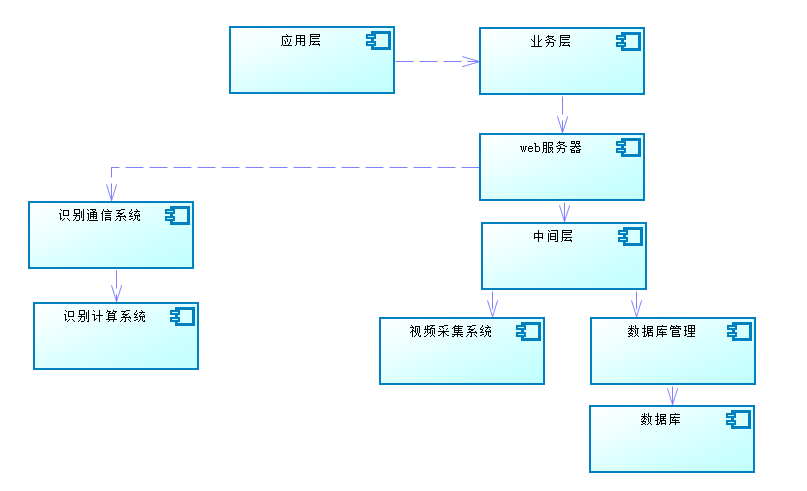 应用层
业务层
web服务器
识别通信系统
中间层
识别计算系统
视频采集系统
数据库管理
数据库